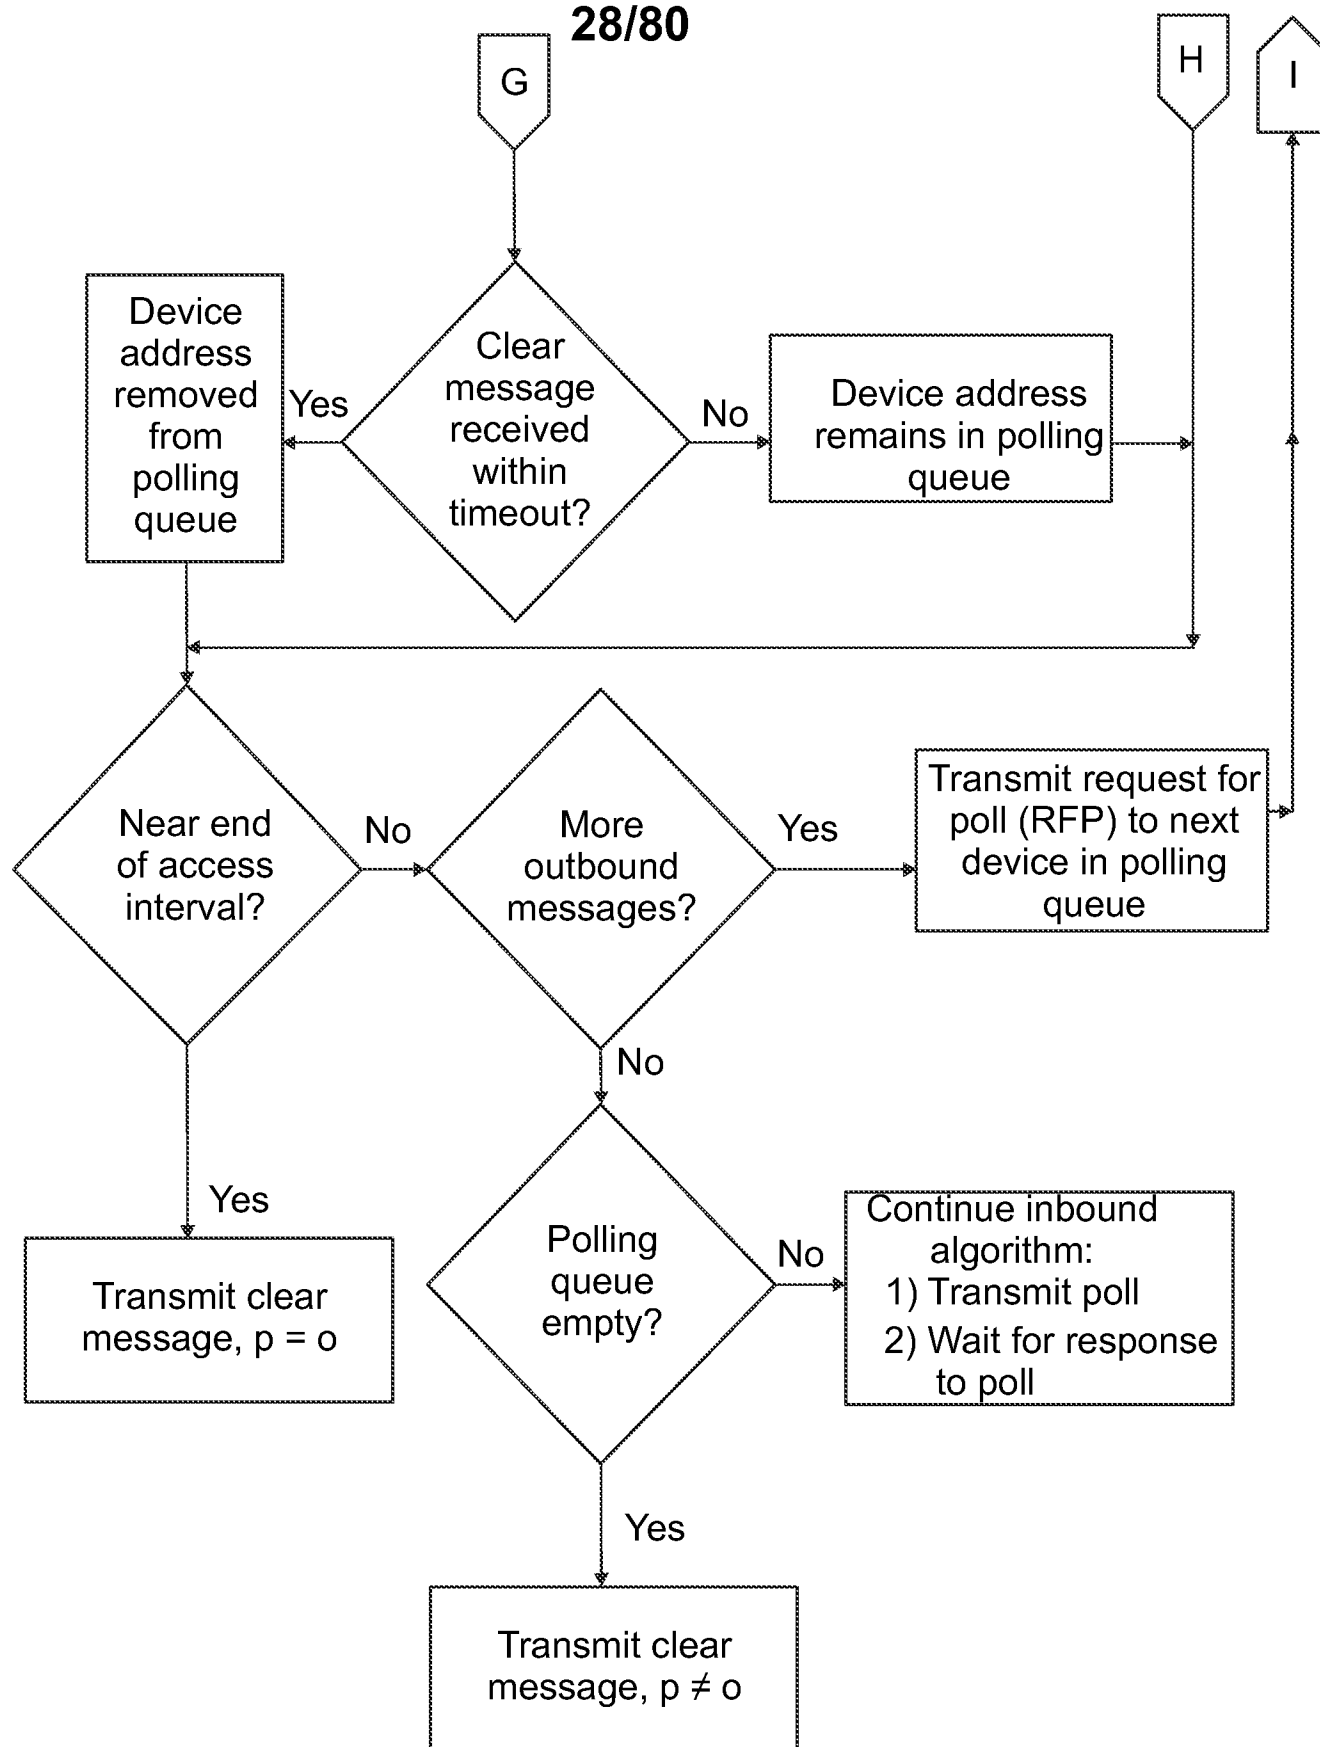 28/80
G
H
I
Device
address
removed
from
polling
queue
Yes
Clear
message
received
within
timeout?
No
Device address
remains in polling
queue
Near end
of access
interval?
No
More
outbound
messages?
Yes
Transmit request for
poll (RFP) to next
device in polling
queue
No
Yes
Transmit clear
message, p = o
Polling
queue
empty?
No
Continue inbound
algorithm:
1) Transmit poll
2) Wait for response
to poll
Yes
Transmit clear
message, p ≠ o